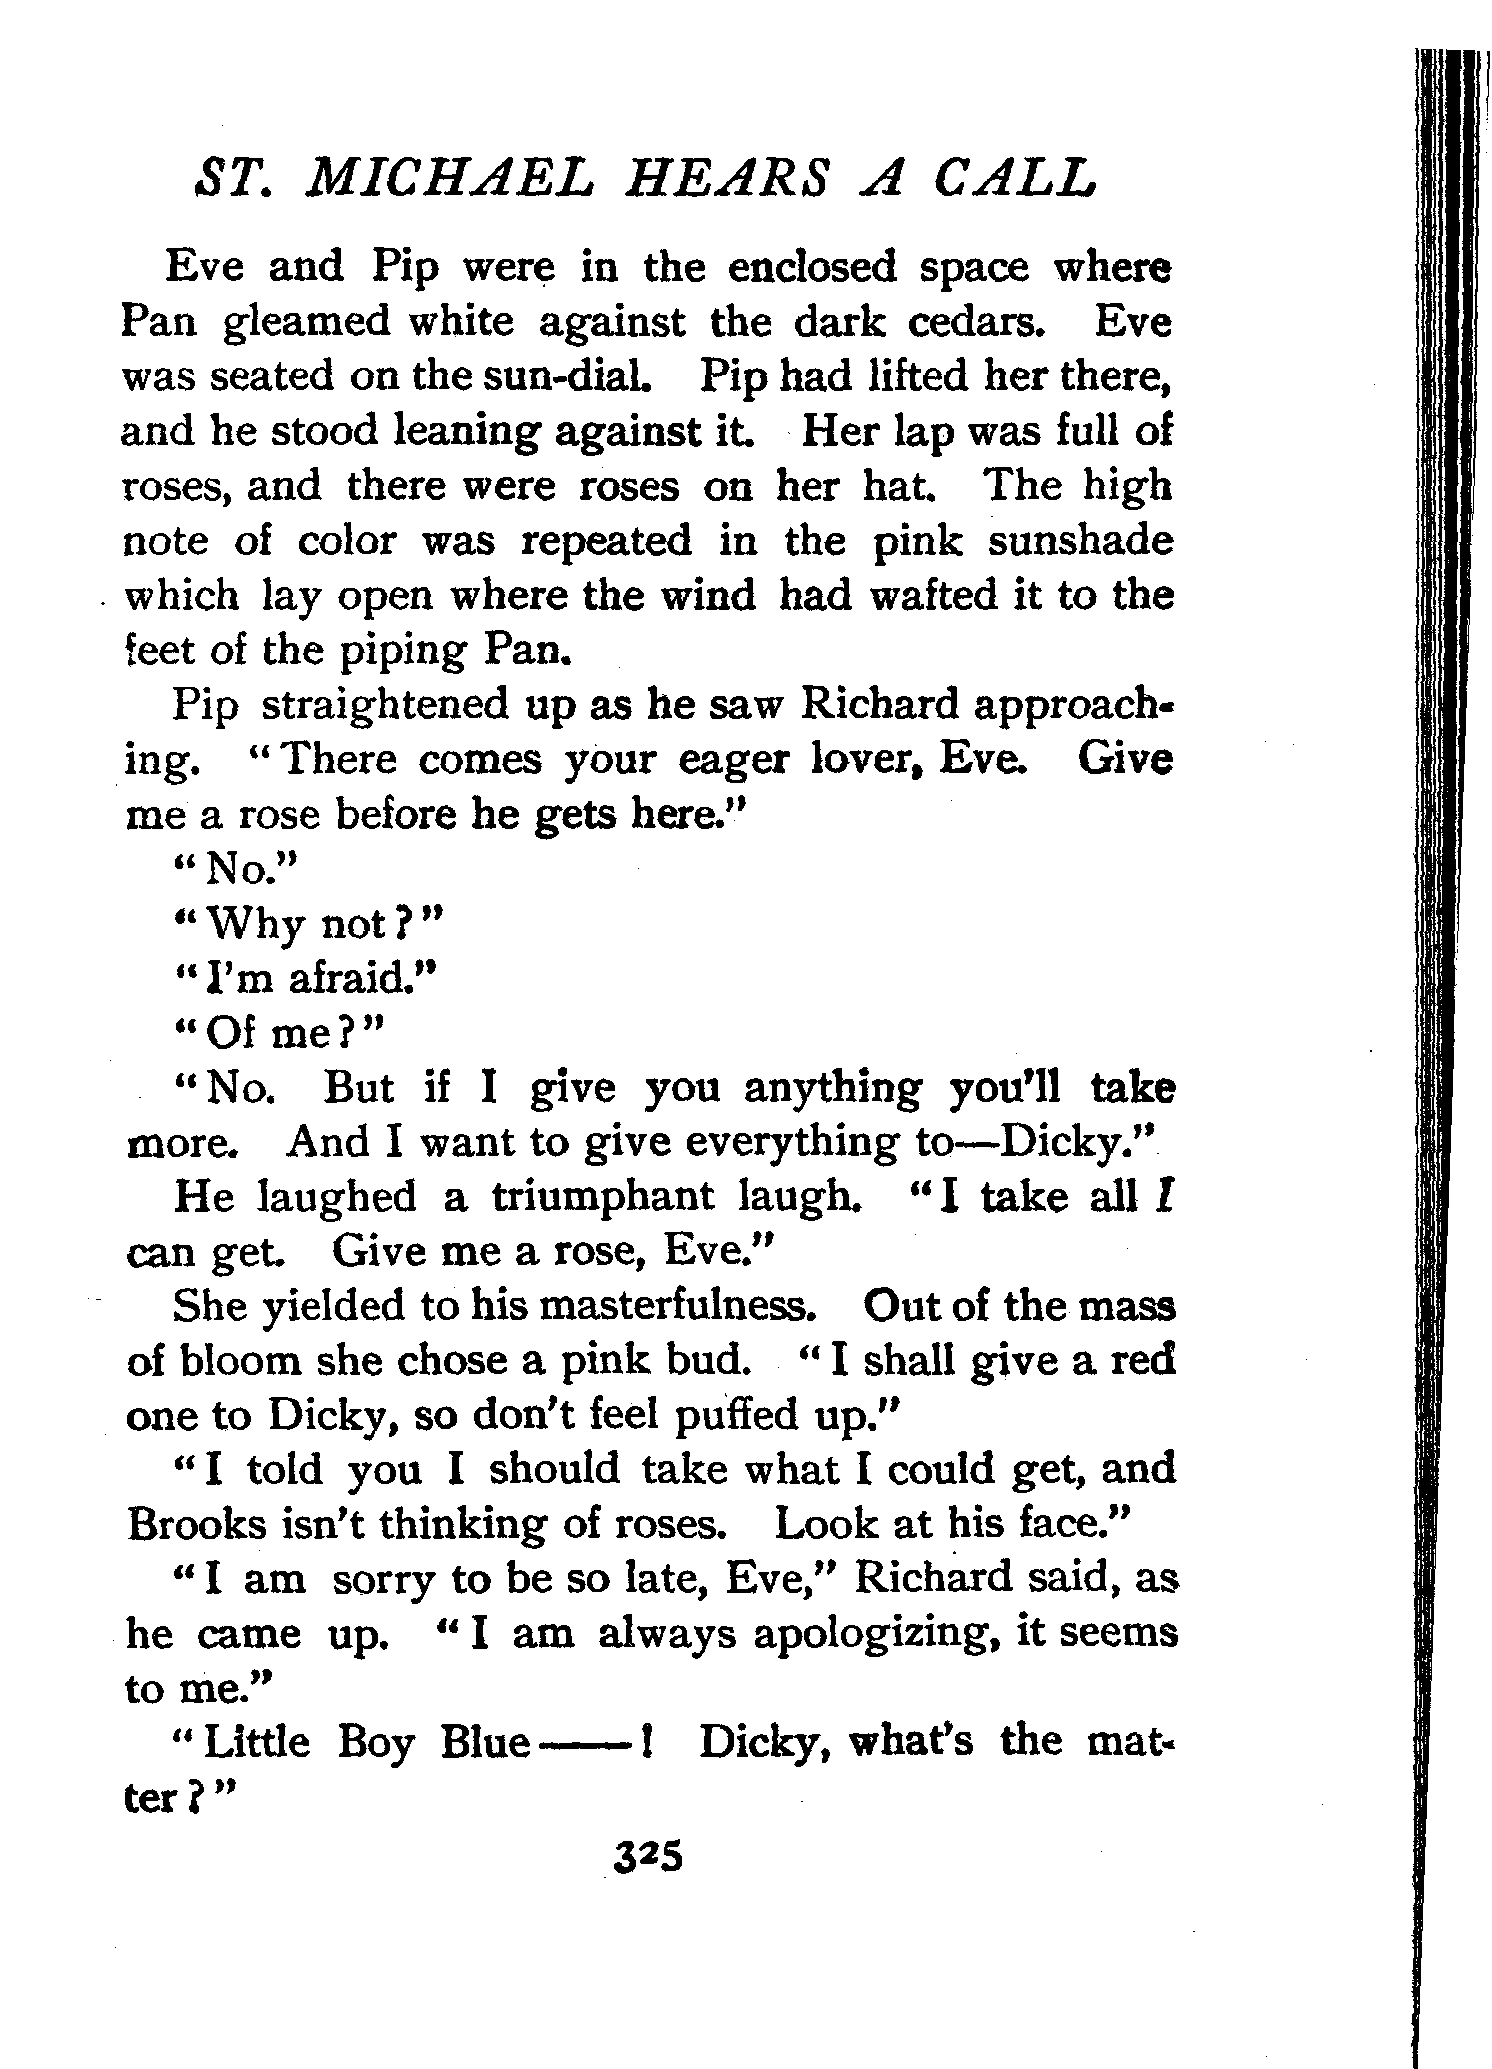 ST. MICHAEL HEARS A CALL
Eve and Pip were in the enclosed space where
Pan gleamed white against the dark cedars. Eve
was seated on the sun-dial. Pip had lifted her there,
and he stood leaning against it. Her lap was full of
roses, and there were roses on her hat. The high
note of color was repeated in the pink sunshade
which lay open where the wind had wafted it to the
feet of the piping Pan.
Pip straightened up as he saw Richard approach-
ing. "There comes your eager lover, Eve. Give
me a rose before he gets here."
"No."
"Why not?"
"I'm afraid."
"Of me?"
"No. But if I give you anything you'll take
more. And I want to give everything to—Dicky."
He laughed a triumphant laugh. "I take all I
can get. Give me a rose, Eve."
She yielded to his masterfulness. Out of the mass
of bloom she chose a pink bud. "I shall give a red
one to Dicky, so don't feel puffed up."
"I told you I should take what I could get, and
Brooks isn't thinking of roses. Look at his face."
"I am sorry to be so late, Eve," Richard said, as
he came up. "I am always apologizing, it seems
to me."
"Little Boy Blue——! Dicky, what's the mat-
ter?"
325